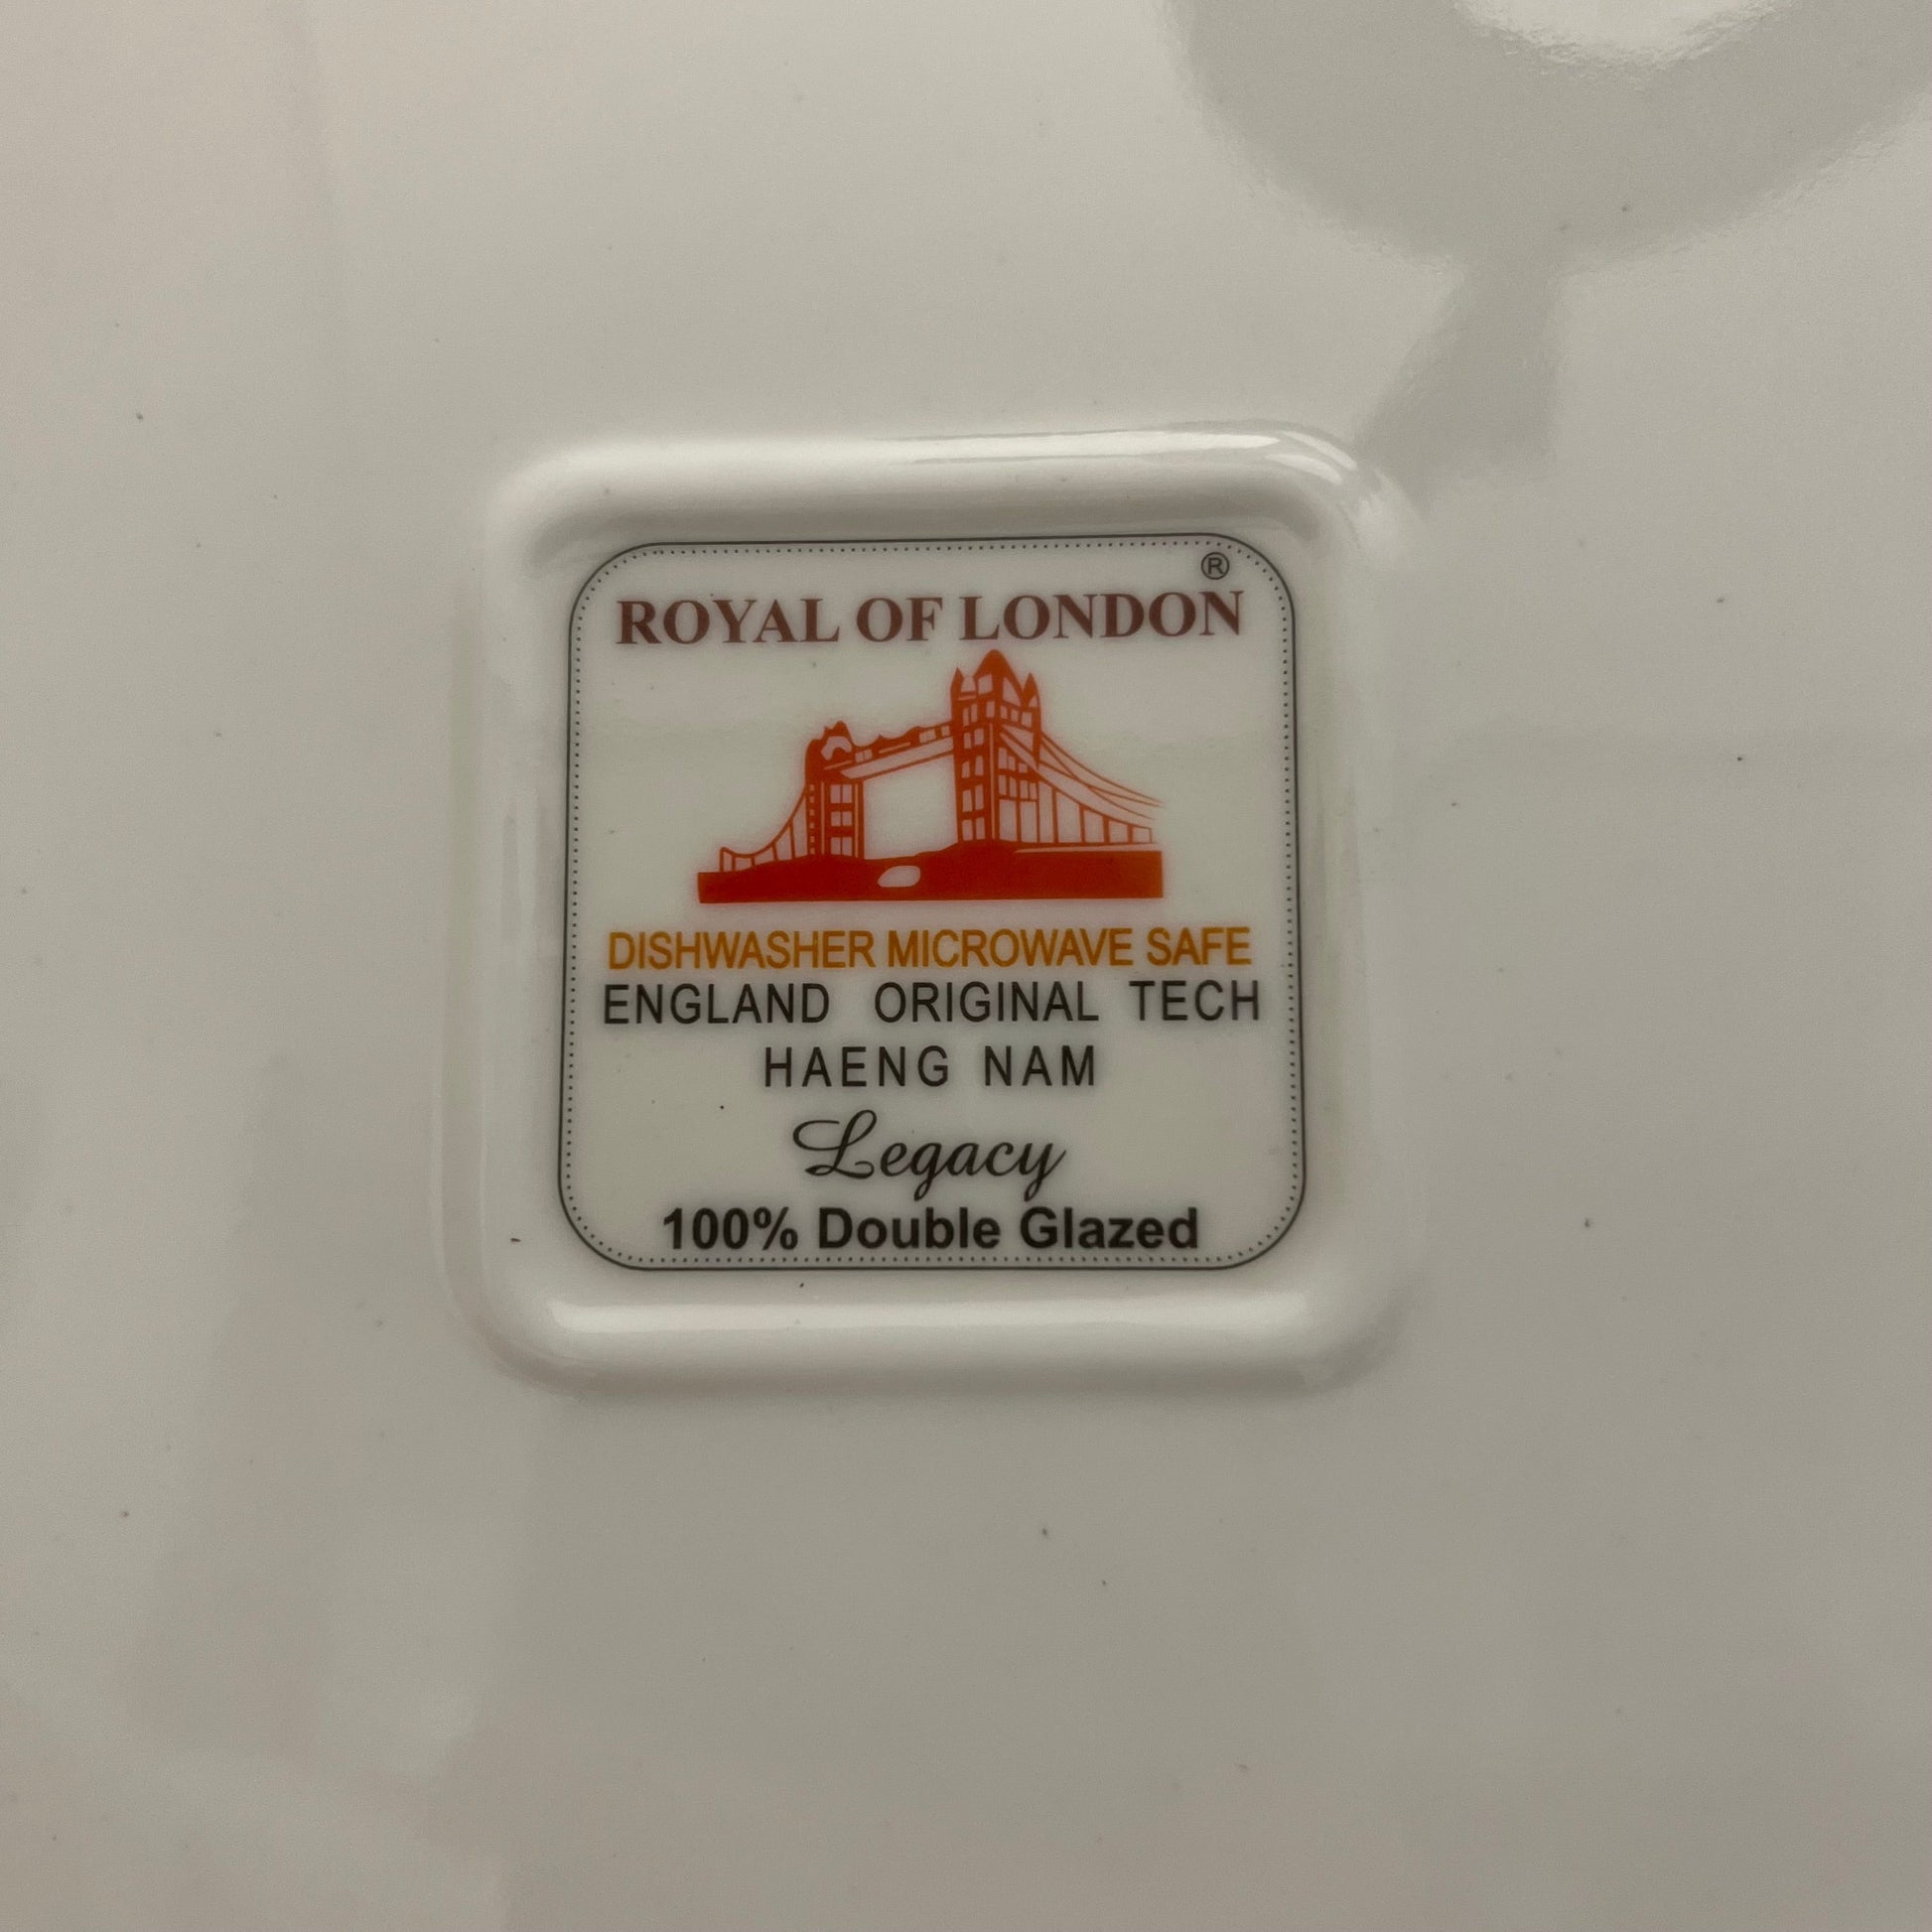 ®
ROYAL OF LONDON
DISHWASHER MICROWAVE SAFE
ENGLAND ORIGINAL TECH
HAENG NAM
Legacy
100% Double Glazed